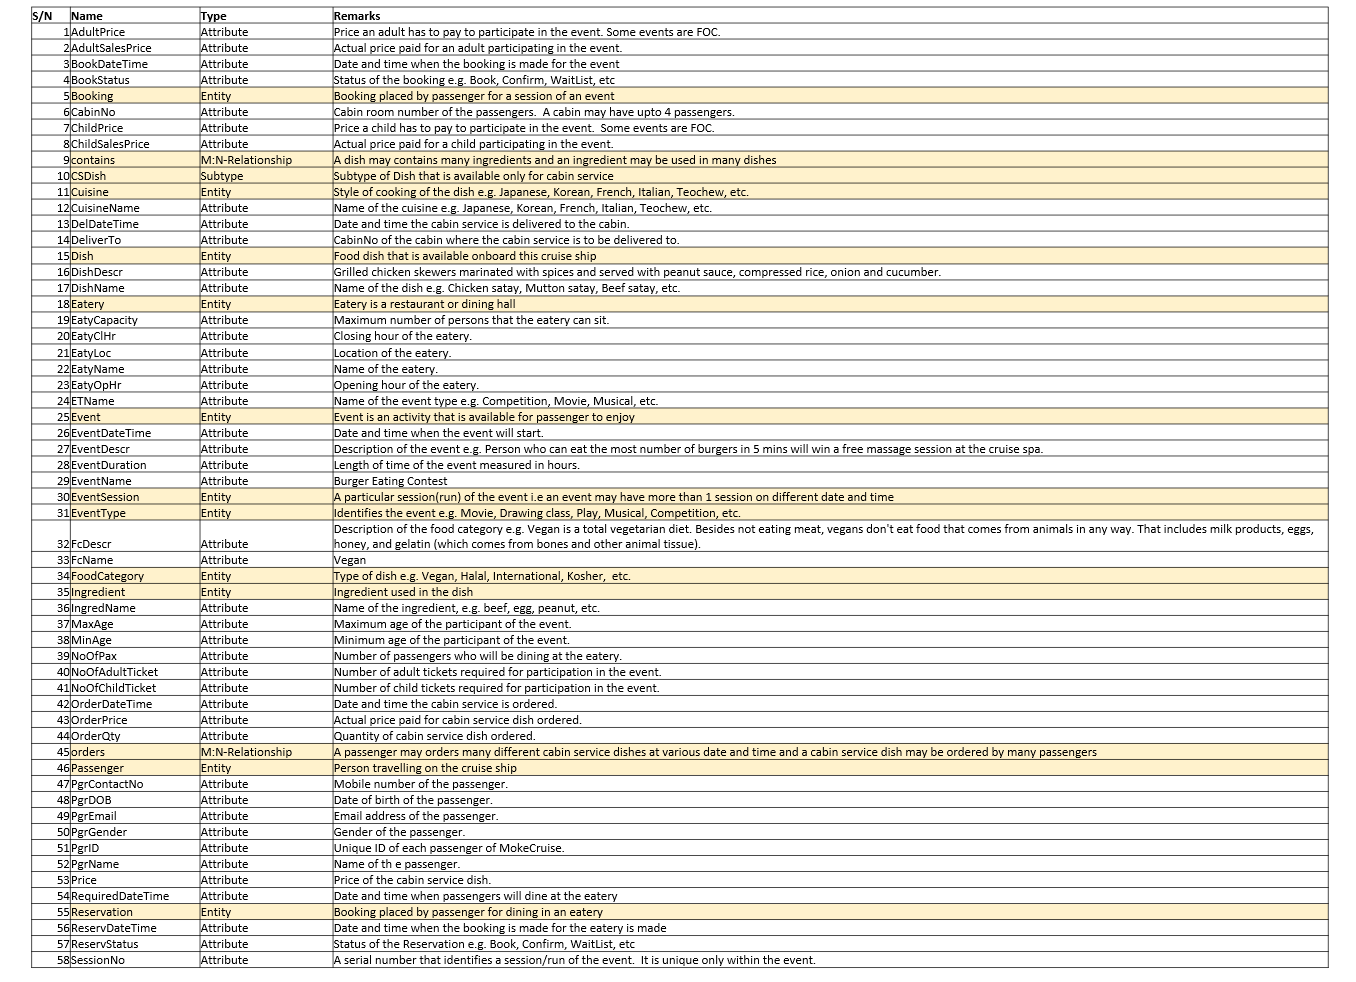 S/N Name Type Remarks
1 AdultPrice Attribute Price an adult has to pay to participate in the event. Some events are FOC.
2 AdultSalesPrice Attribute Actual price paid for an adult participating in the event.
3 BookDateTime Attribute Date and time when the booking is made for the event
4 BookStatus Attribute Status of the booking e.g. Book, Confirm, WaitList, etc
5 Booking Entity Booking placed by passenger for a session of an event
6 CabinNo Attribute Cabin room number of the passengers.  A cabin may have upto 4 passengers.
7 ChildPrice Attribute Price a child has to pay to participate in the event.  Some events are FOC.
8 ChildSalesPrice Attribute Actual price paid for a child participating in the event.
9 contains M:N-Relationship A dish may contains many ingredients and an ingredient may be used in many dishes
10 CSDish Subtype Subtype of Dish that is available only for cabin service
11 Cuisine Entity Style of cooking of the dish e.g. Japanese, Korean, French, Italian, Teochew, etc.
12 CuisineName Attribute Name of the cuisine e.g. Japanese, Korean, French, Italian, Teochew, etc.
13 DelDateTime Attribute Date and time the cabin service is delivered to the cabin.
14 DeliverTo Attribute CabinNo of the cabin where the cabin service is to be delivered to.
15 Dish Entity Food dish that is available onboard this cruise ship
16 DishDescr Attribute Grilled chicken skewers marinated with spices and served with peanut sauce, compressed rice, onion and cucumber.
17 DishName Attribute Name of the dish e.g. Chicken satay, Mutton satay, Beef satay, etc.
18 Eatery Entity Eatery is a restaurant or dining hall
19 EatyCapacity Attribute Maximum number of persons that the eatery can sit.
20 EatyClHr Attribute Closing hour of the eatery.
21 EatyLoc Attribute Location of the eatery.
22 EatyName Attribute Name of the eatery.
23 EatyOpHr Attribute Opening hour of the eatery.
24 ETName Attribute Name of the event type e.g. Competition, Movie, Musical, etc.
25 Event Entity Event is an activity that is available for passenger to enjoy
26 EventDateTime Attribute Date and time when the event will start.
27 EventDescr Attribute Description of the event e.g. Person who can eat the most number of burgers in 5 mins will win a free massage session at the cruise spa.
28 EventDuration Attribute Length of time of the event measured in hours.
29 EventName Attribute Burger Eating Contest
30 EventSession Entity A particular session(run) of the event i.e an event may have more than 1 session on different date and time
31 EventType Entity Identifies the event e.g. Movie, Drawing class, Play, Musical, Competition, etc.
Description of the food category e.g. Vegan is a total vegetarian diet. Besides not eating meat, vegans don't eat food that comes from animals in any way. That includes milk products, eggs,
32 FcDescr Attribute honey, and gelatin (which comes from bones and other animal tissue).
33 FcName Attribute Vegan
34 FoodCategory Entity Type of dish e.g. Vegan, Halal, International, Kosher,  etc.
35 Ingredient Entity Ingredient used in the dish
36 IngredName Attribute Name of the ingredient, e.g. beef, egg, peanut, etc.
37 MaxAge Attribute Maximum age of the participant of the event.
38 MinAge Attribute Minimum age of the participant of the event.
39 NoOfPax Attribute Number of passengers who will be dining at the eatery.
40 NoOfAdultTicket Attribute Number of adult tickets required for participation in the event.
41 NoOfChildTicket Attribute Number of child tickets required for participation in the event.
42 OrderDateTime Attribute Date and time the cabin service is ordered.
43 OrderPrice Attribute Actual price paid for cabin service dish ordered.
44 OrderQty Attribute Quantity of cabin service dish ordered.
45 orders M:N-Relationship A passenger may orders many different cabin service dishes at various date and time and a cabin service dish may be ordered by many passengers
46 Passenger Entity Person travelling on the cruise ship
47 PgrContactNo Attribute Mobile number of the passenger.
48 PgrDOB Attribute Date of birth of the passenger.
49 PgrEmail Attribute Email address of the passenger.
50 PgrGender Attribute Gender of the passenger.
51 PgrID Attribute Unique ID of each passenger of MokeCruise.
52 PgrName Attribute Name of th e passenger.
53 Price Attribute Price of the cabin service dish.
54 RequiredDateTime Attribute Date and time when passengers will dine at the eatery
55 Reservation Entity Booking placed by passenger for dining in an eatery
56 ReservDateTime Attribute Date and time when the booking is made for the eatery is made
57 ReservStatus Attribute Status of the Reservation e.g. Book, Confirm, WaitList, etc
58 SessionNo Attribute A serial number that identifies a session/run of the event.  It is unique only within the event.